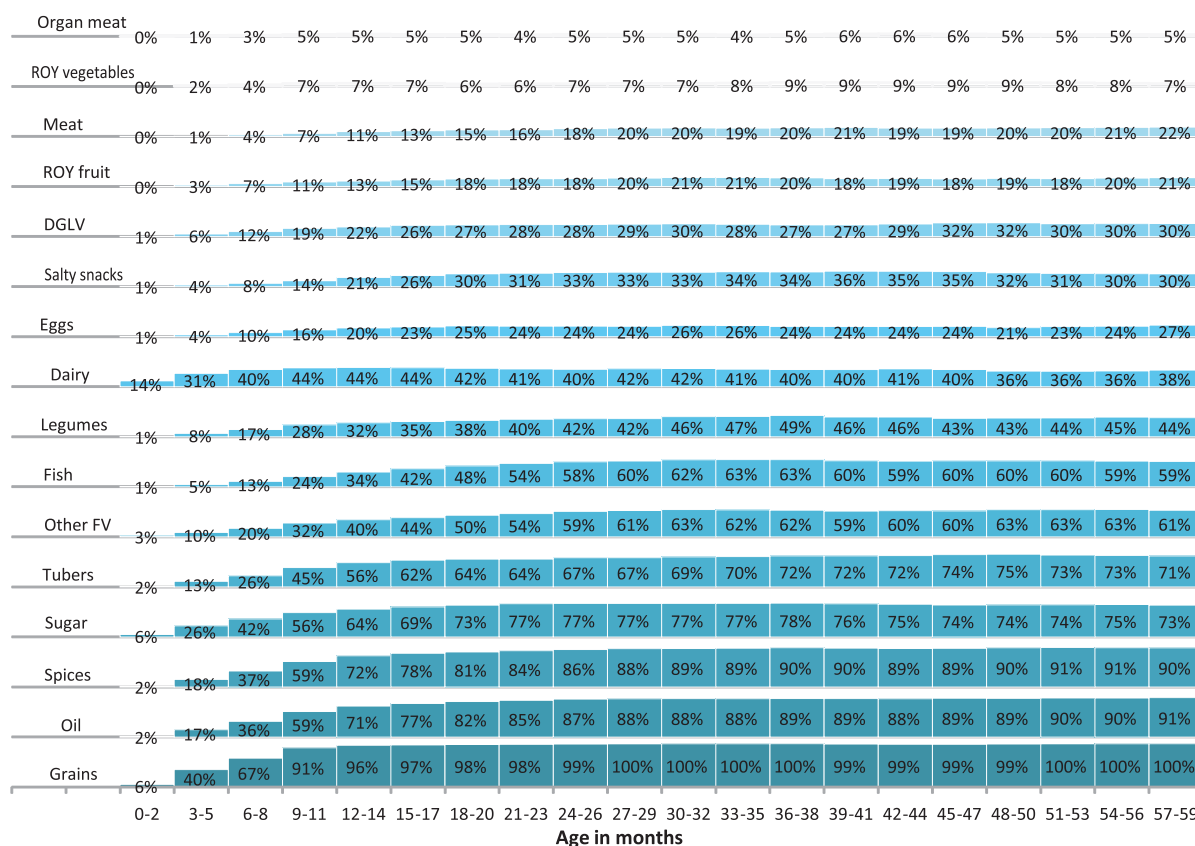 Organ meat 0% 1% 3% 5% 5% 5% 5% 4% 5% 5% 5% 4% 5% 6% 6% 6% 5% 5% 5% 5%
ROY vegetables 0% 2% 4% 7% 7% 7% 6% 6% 7% 7% 7% 8% 9% 9% 9% 9% 9% 8% 8% 7%
Meat 0% 1% 4% 7% 11% 13% 15% 16% 18% 20% 20% 19% 20% 21% 19% 19% 20% 20% 21% 22%
ROY fruit 0% 3% 7% 11% 13% 15% 18% 18% 18% 20% 21% 21% 20% 18% 19% 18% 19% 18% 20% 21%
DGLV 1% 6% 12% 19% 22% 26% 27% 28% 28% 29% 30% 28% 27% 27% 29% 32% 32% 30% 30% 30%
Salty snacks 1% 4% 8% 14% 21% 26% 30% 31% 33% 33% 33% 34% 34% 36% 35% 35% 32% 31% 30% 30%
Eggs 1% 4% 10% 16% 20% 23% 25% 24% 24% 24% 26% 26% 24% 24% 24% 24% 21% 23% 24% 27%
Dairy 14% 31% 40% 44% 44% 44% 42% 41% 40% 42% 42% 41% 40% 40% 41% 40% 36% 36% 36% 38%
Legumes 1% 8% 17% 28% 32% 35% 38% 40% 42% 42% 46% 47% 49% 46% 46% 43% 43% 44% 45% 44%
Fish 1% 5% 13% 24% 34% 42% 48% 54% 58% 60% 62% 63% 63% 60% 59% 60% 60% 60% 59% 59%
Other FV 3% 10% 20% 32% 40% 44% 50% 54% 59% 61% 63% 62% 62% 59% 60% 60% 63% 63% 63% 61%
Tubers 2% 13% 26% 45% 56% 62% 64% 64% 67% 67% 69% 70% 72% 72% 72% 74% 75% 73% 73% 71%
Sugar 6% 26% 42% 56% 64% 69% 73% 77% 77% 77% 77% 77% 78% 76% 75% 74% 74% 74% 75% 73%
Spices 2% 18% 37% 59% 72% 78% 81% 84% 86% 88% 89% 89% 90% 90% 89% 89% 90% 91% 91% 90%
Oil 2% 17% 36% 59% 71% 77% 82% 85% 87% 88% 88% 88% 89% 89% 88% 89% 89% 90% 90% 91%
Grains 6% 40% 67% 91% 96% 97% 98% 98% 99% 100% 100% 100% 100% 99% 99% 99% 99% 100% 100% 100%
0-2 3-5 6-8 9-11 12-14 15-17 18-20 21-23 24-26 27-29 30-32 33-35 36-38 39-41 42-44 45-47 48-50 51-53 54-56 57-59
Age in months